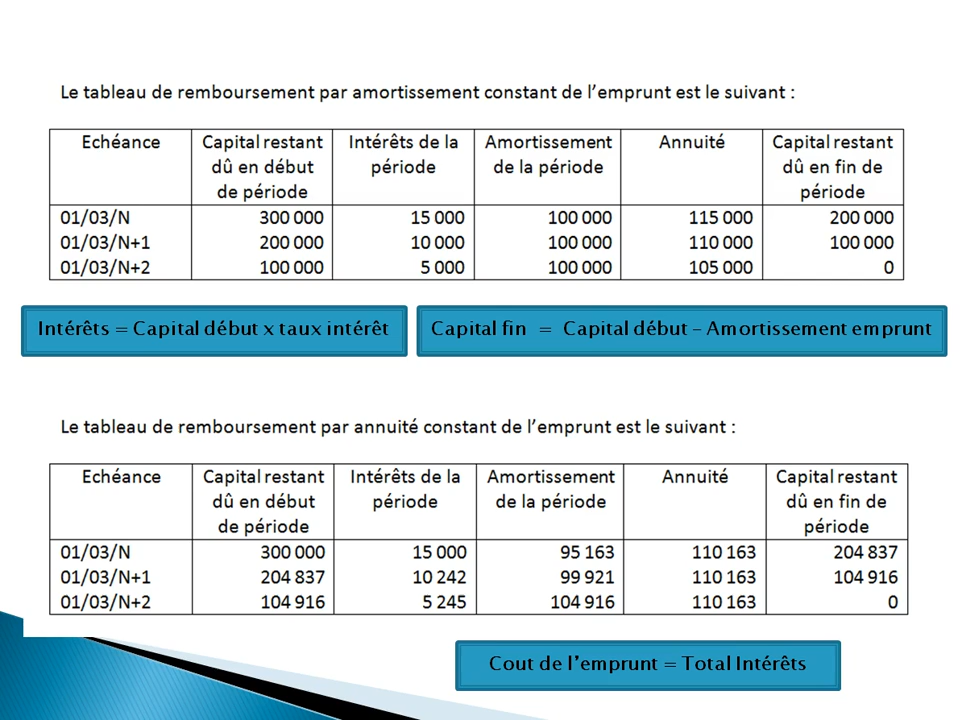 Le tableau de remboursement par amortissement constant de l'emprunt est le suivant :
Echéance Capital restant dû en début de période Intérêts de la période Amortissement de la période Annuité Capital restant dû en fin de période
01/03/N 300 000 15 000 100 000 115 000 200 000
01/03/N+1 200 000 10 000 100 000 110 000 100 000
01/03/N+2 100 000 5 000 100 000 105 000 0
Intérêts = Capital début x taux intérêt
Capital fin = Capital début – Amortissement emprunt
Le tableau de remboursement par annuité constant de l'emprunt est le suivant :
Echéance Capital restant dû en début de période Intérêts de la période Amortissement de la période Annuité Capital restant dû en fin de période
01/03/N 300 000 15 000 95 163 110 163 204 837
01/03/N+1 204 837 10 242 99 921 110 163 104 916
01/03/N+2 104 916 5 245 104 916 110 163 0
Cout de l'emprunt = Total Intérêts